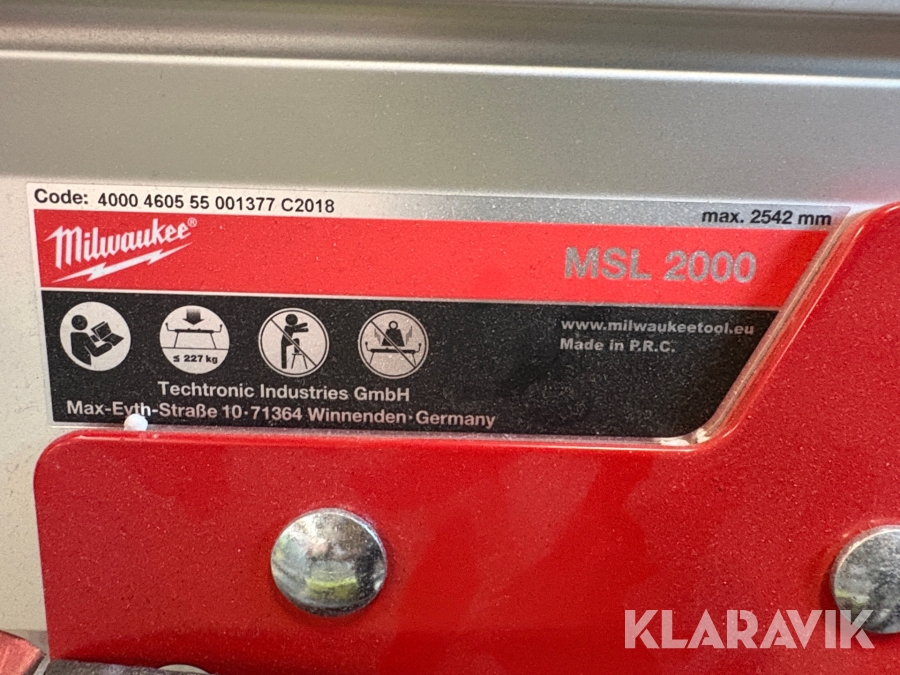 Code: 4000 4605 55 001377 C2018
max. 2542 mm
Milwaukee®
MSL 2000
www.milwaukeetool.eu
Made in P.R.C.
≤ 227 kg
Techtronic Industries GmbH
Max-Eyth-Straße 10·71364 Winnenden·Germany
KLARAVIK